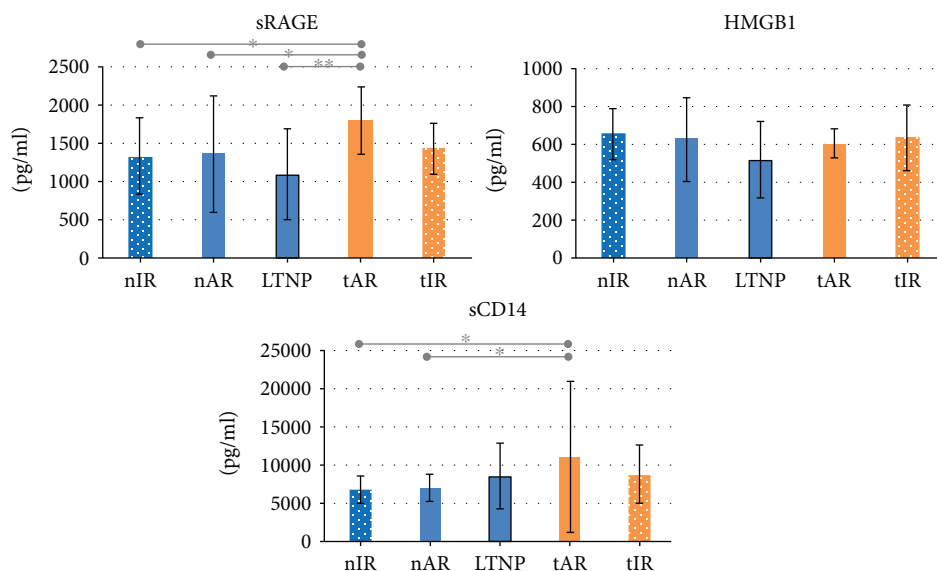 sRAGE
*
*
**
2500
2000
1500
1000
500
0
(pg/ml)
nIR nAR LTNP tAR tIR
HMGB1
1000
800
600
400
200
0
(pg/ml)
nIR nAR LTNP tAR tIR
sCD14
*
*
25000
20000
15000
10000
5000
0
(pg/ml)
nIR nAR LTNP tAR tIR